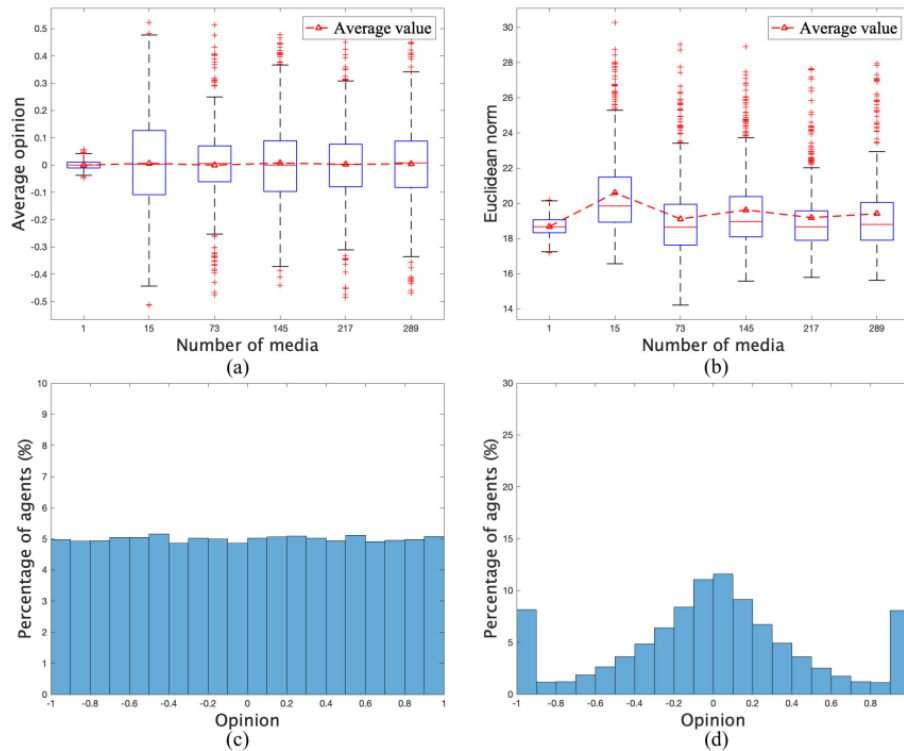 0.5
0.4
0.3
0.2
0.1
0
-0.1
-0.2
-0.3
-0.4
-0.5
Average opinion
Average value
1 15 73 145 217 289
Number of media
(a)
30
28
26
24
22
20
18
16
14
Euclidean norm
Average value
1 15 73 145 217 289
Number of media
(b)
10
9
8
7
6
5
4
3
2
1
0
Percentage of agents (%)
-1 -0.8 -0.6 -0.4 -0.2 0 0.2 0.4 0.6 0.8 1
Opinion
(c)
30
25
20
15
10
5
0
Percentage of agents (%)
-1 -0.8 -0.6 -0.4 -0.2 0 0.2 0.4 0.6 0.8
Opinion
(d)